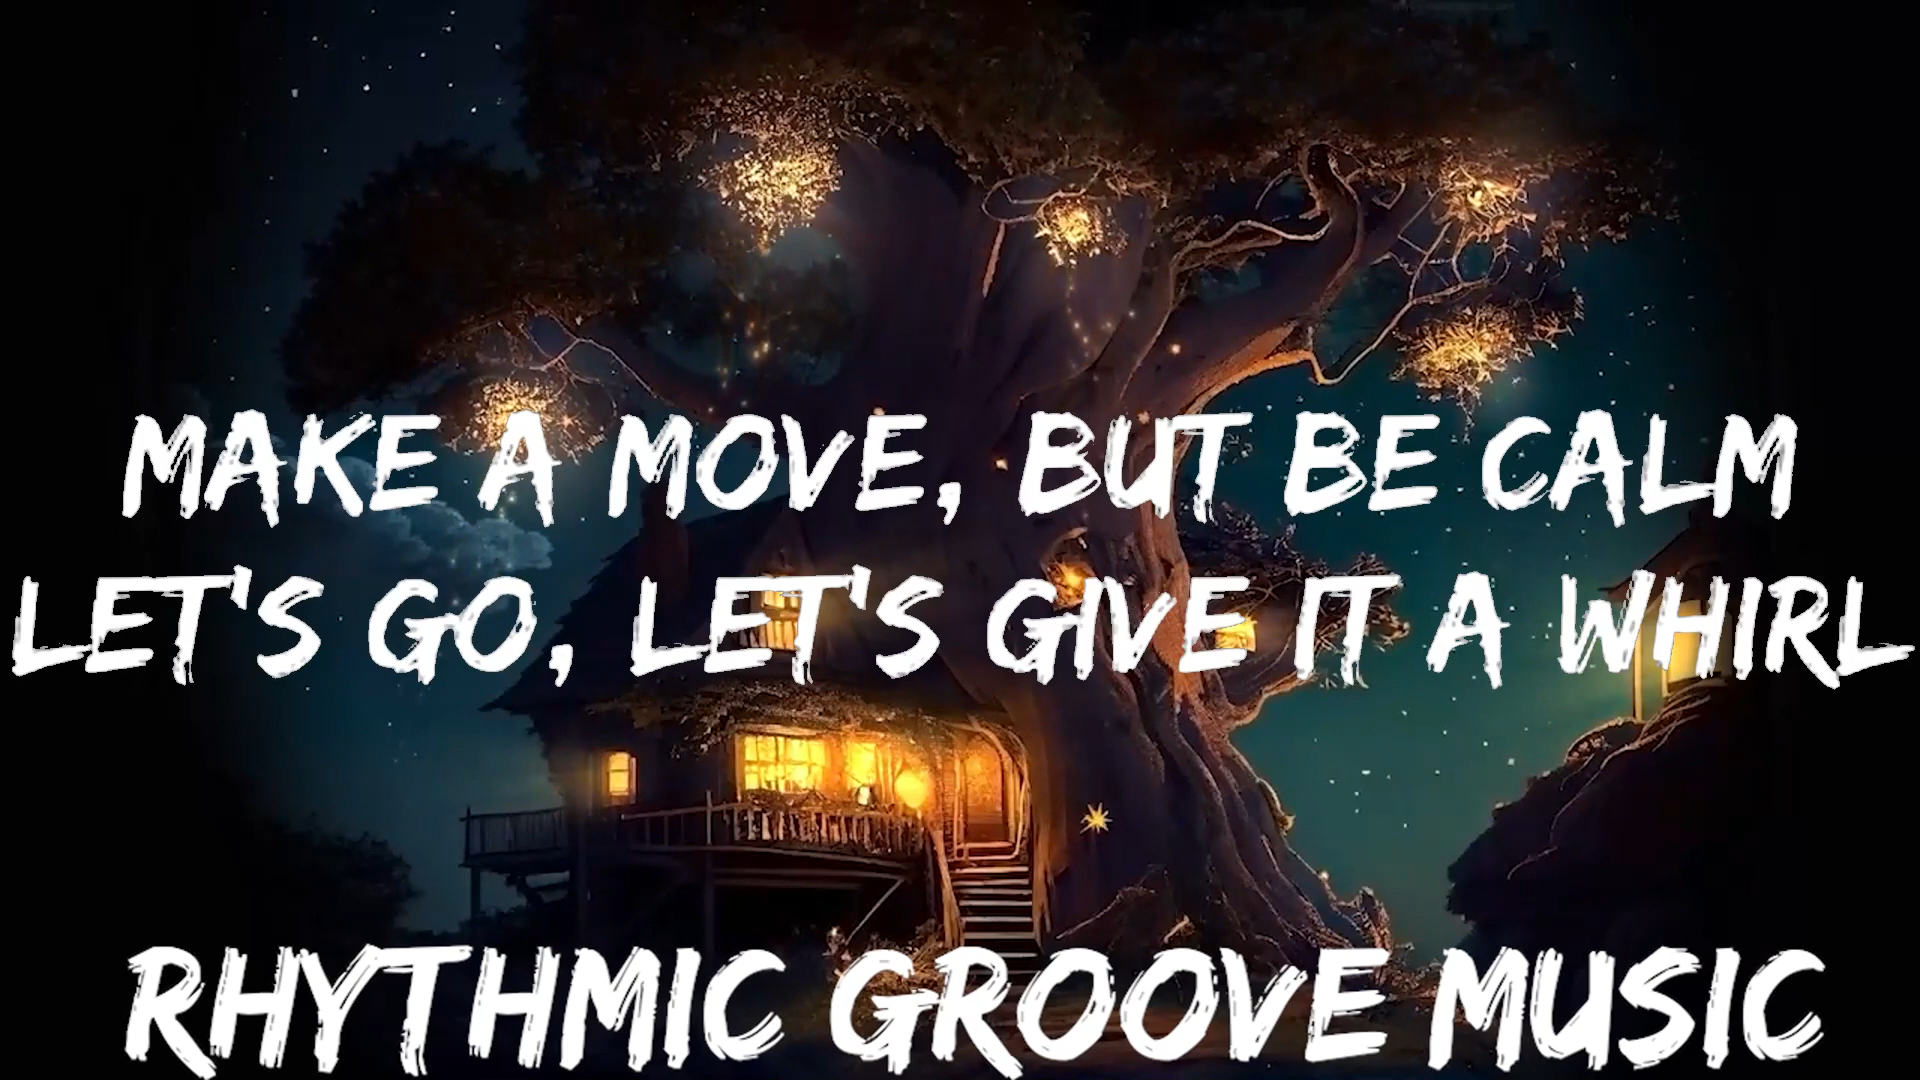 MAKE A MOVE, BUT BE CALM
LET'S GO, LET'S GIVE IT A WHIRL
RHYTHMIC GROOVE MUSIC